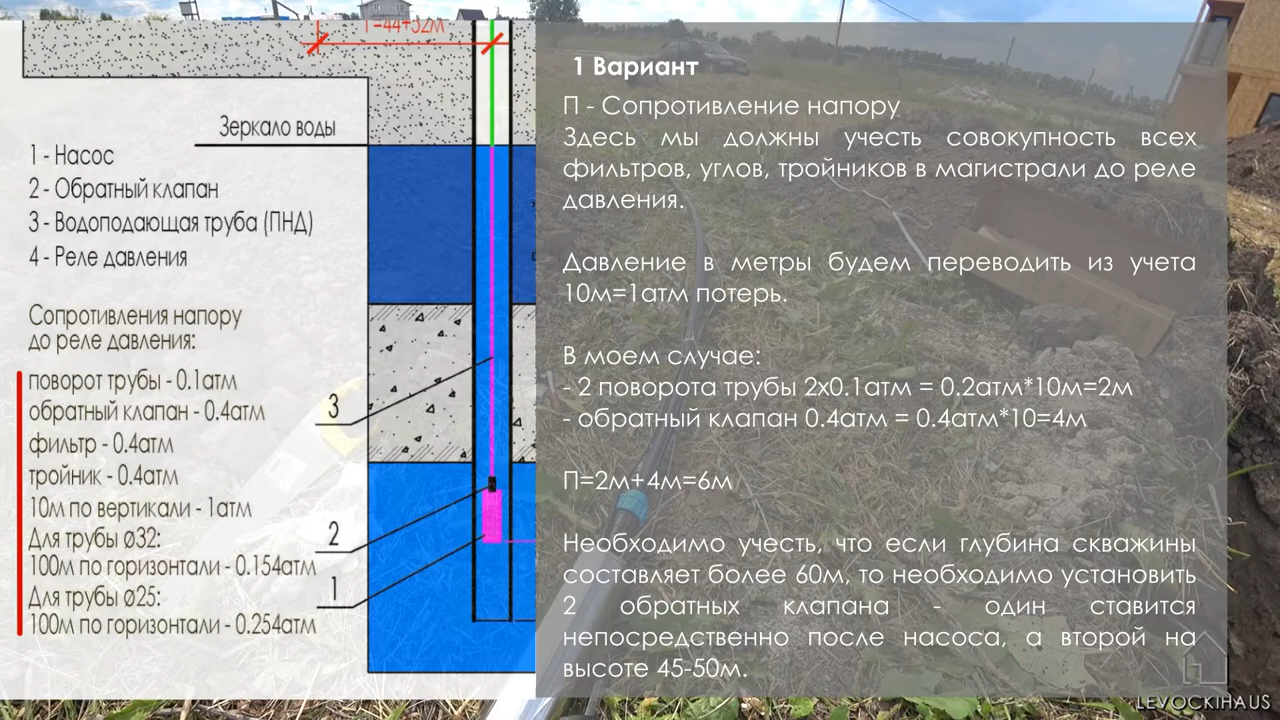 Г=44÷52м
Зеркало воды
1 - Насос
2 - Обратный клапан
3 - Водоподающая труба (ПНД)
4 - Реле давления
Сопротивления напору
до реле давления:
поворот трубы - 0.1атм
обратный клапан - 0.4атм
фильтр - 0.4атм
тройник - 0.4атм
10м по вертикали - 1атм
Для трубы ø32:
100м по горизонтали - 0.154атм
Для трубы ø25:
100м по горизонтали - 0.254атм
3
2
1
1 Вариант
П - Сопротивление напору
Здесь мы должны учесть совокупность всех
фильтров, углов, тройников в магистрали до реле
давления.
Давление в метры будем переводить из учета
10м=1атм потерь.
В моем случае:
- 2 поворота трубы 2х0.1атм = 0.2атм*10м=2м
- обратный клапан 0.4атм = 0.4атм*10=4м
П=2м+4м=6м
Необходимо учесть, что если глубина скважины
составляет более 60м, то необходимо установить
2 обратных клапана - один ставится
непосредственно после насоса, а второй на
высоте 45-50м.
LEVOCKIHAUS